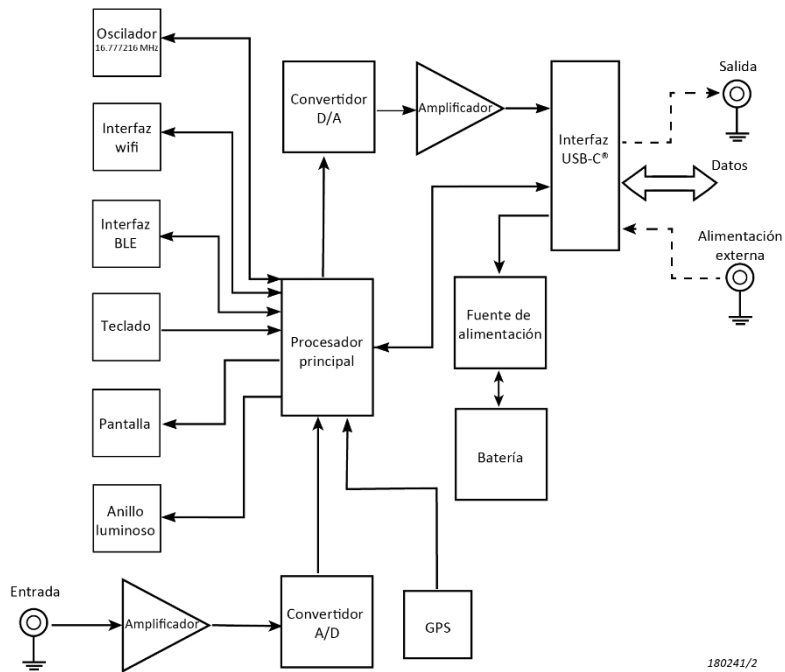 Oscilador
16.777216 MHz
Interfaz
wifi
Interfaz
BLE
Teclado
Pantalla
Anillo
luminoso
Convertidor
D/A
Amplificador
Interfaz
USB-C®
Salida
Datos
Alimentación
externa
Procesador
principal
Fuente de
alimentación
Batería
Entrada
Amplificador
Convertidor
A/D
GPS
180241/2